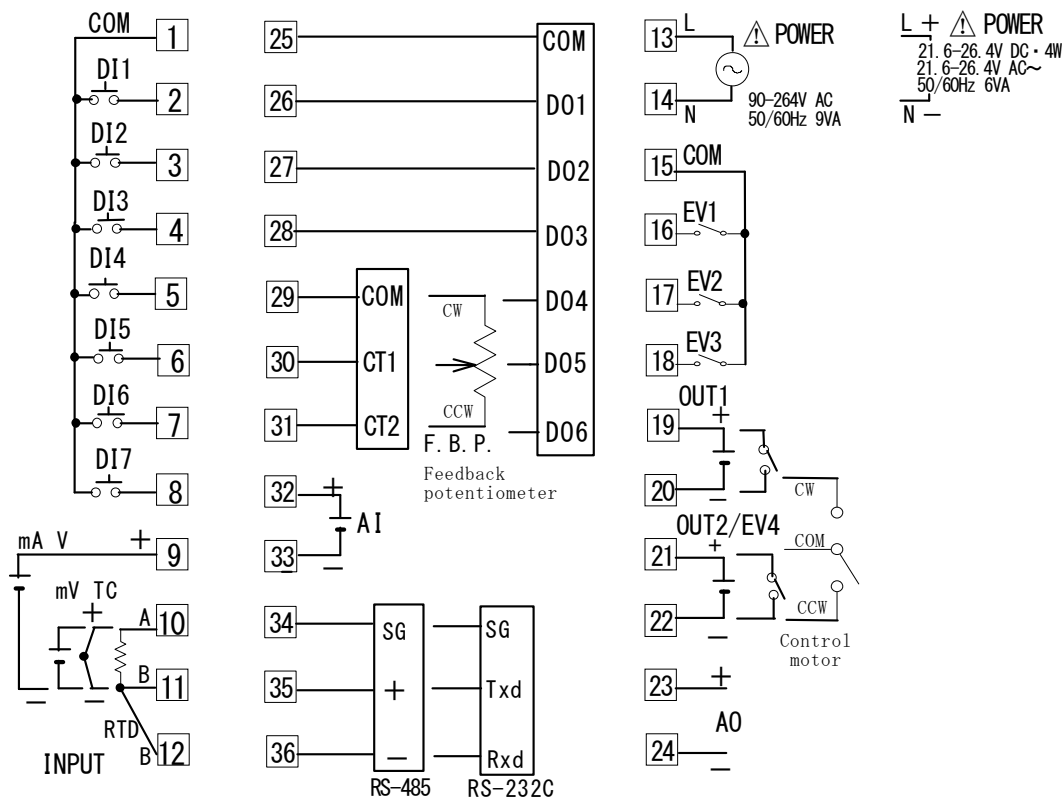 COM 1
DI1
2
DI2
3
DI3
4
DI4
5
DI5
6
DI6
7
DI7
8
mA V + 9
mV TC
+ A 10
− − B 11
RTD
B 12
INPUT
25 COM
26 DO1
27 DO2
28 DO3
29 COM CW DO4
30 CT1 DO5
31 CT2 CCW DO6
F.B.P.
Feedback
potentiometer
32 +
AI
33 −
34 SG SG
35 + Txd
36 − Rxd
RS-485 RS-232C
13 L ⚠ POWER
14 N
90-264V AC
50/60Hz 9VA
L + ⚠ POWER
21.6-26.4V DC・4W
21.6-26.4V AC~
50/60Hz 6VA
N −
15 COM
16 EV1
17 EV2
18 EV3
OUT1
19 +
20 −
CW
OUT2/EV4
21 +
COM
22 −
CCW
Control
motor
23 +
AO
24 −